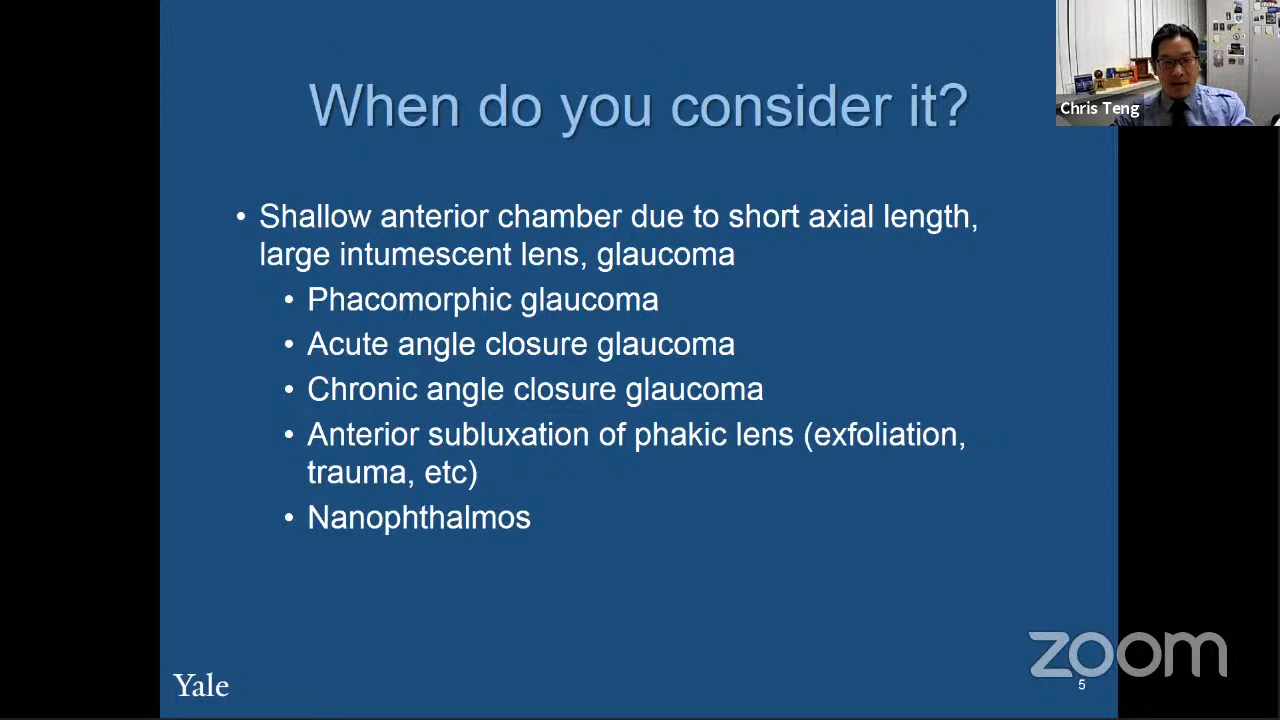 When do you consider it?
Chris Teng
• Shallow anterior chamber due to short axial length,
large intumescent lens, glaucoma
• Phacomorphic glaucoma
• Acute angle closure glaucoma
• Chronic angle closure glaucoma
• Anterior subluxation of phakic lens (exfoliation,
trauma, etc)
• Nanophthalmos
zoom
Yale
5